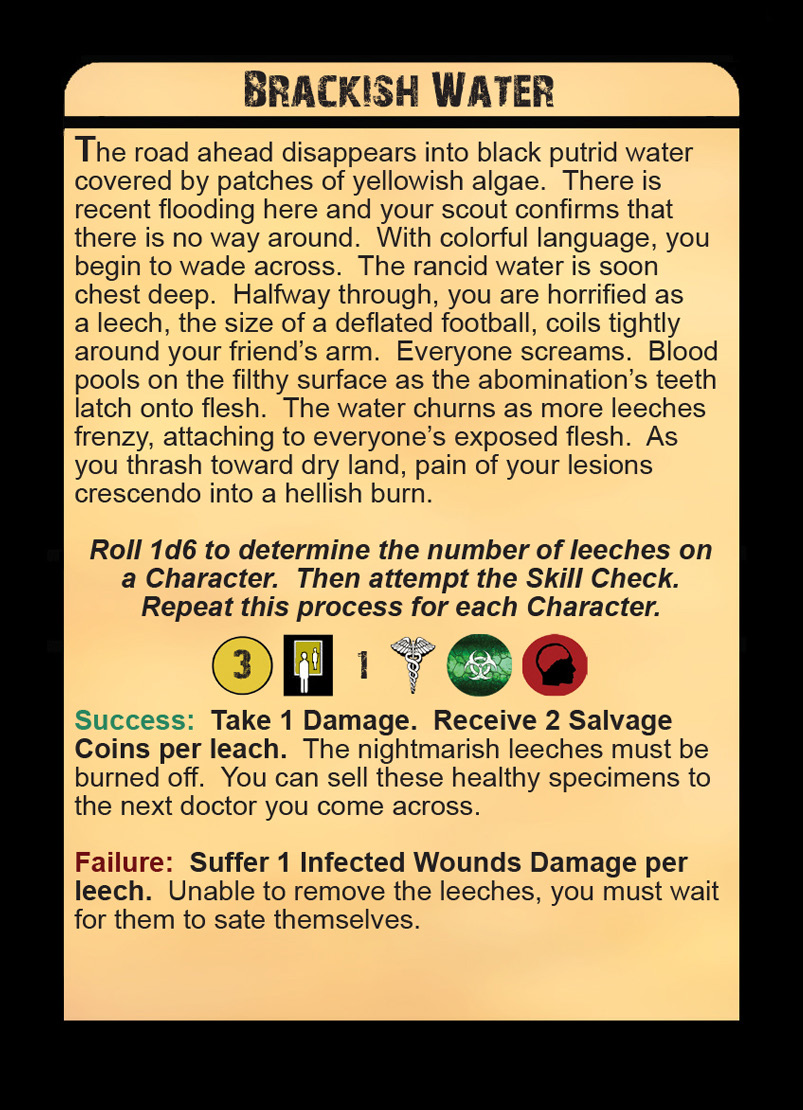 Brackish Water
The road ahead disappears into black putrid water
covered by patches of yellowish algae.  There is
recent flooding here and your scout confirms that
there is no way around.  With colorful language, you
begin to wade across.  The rancid water is soon
chest deep.  Halfway through, you are horrified as
a leech, the size of a deflated football, coils tightly
around your friend’s arm.  Everyone screams.  Blood
pools on the filthy surface as the abomination’s teeth
latch onto flesh.  The water churns as more leeches
frenzy, attaching to everyone’s exposed flesh.  As
you thrash toward dry land, pain of your lesions
crescendo into a hellish burn.
Roll 1d6 to determine the number of leeches on
a Character.  Then attempt the Skill Check.
Repeat this process for each Character.
3 1
Success:  Take 1 Damage.  Receive 2 Salvage
Coins per leach.  The nightmarish leeches must be
burned off.  You can sell these healthy specimens to
the next doctor you come across.
Failure:  Suffer 1 Infected Wounds Damage per
leech.  Unable to remove the leeches, you must wait
for them to sate themselves.